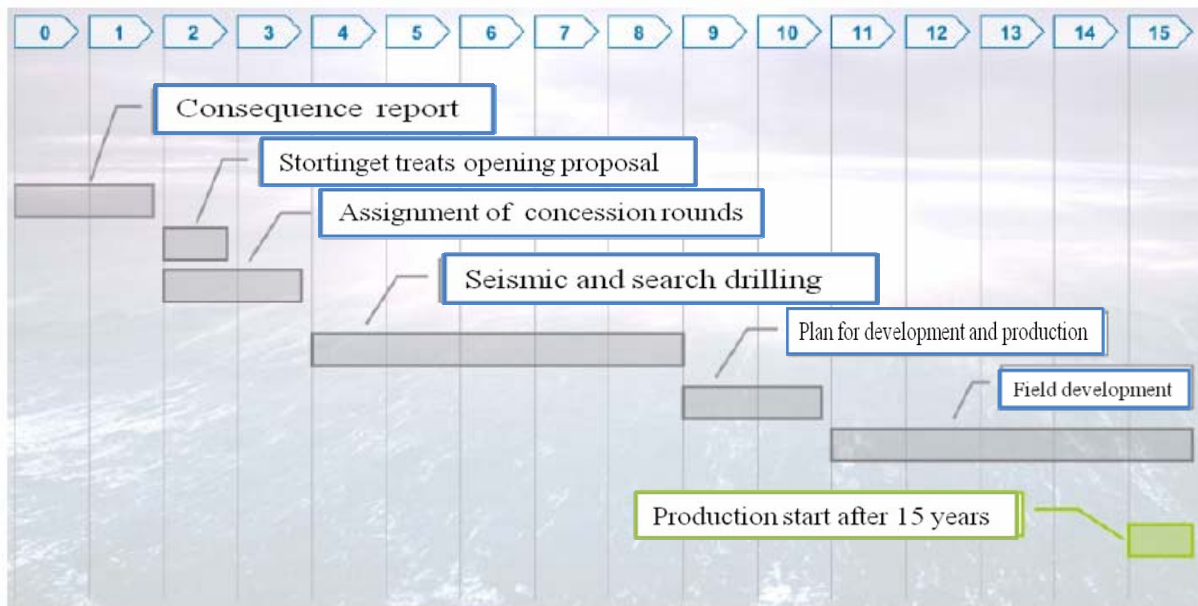 0 1 2 3 4 5 6 7 8 9 10 11 12 13 14 15
Consequence report
Stortinget treats opening proposal
Assignment of concession rounds
Seismic and search drilling
Plan for development and production
Field development
Production start after 15 years